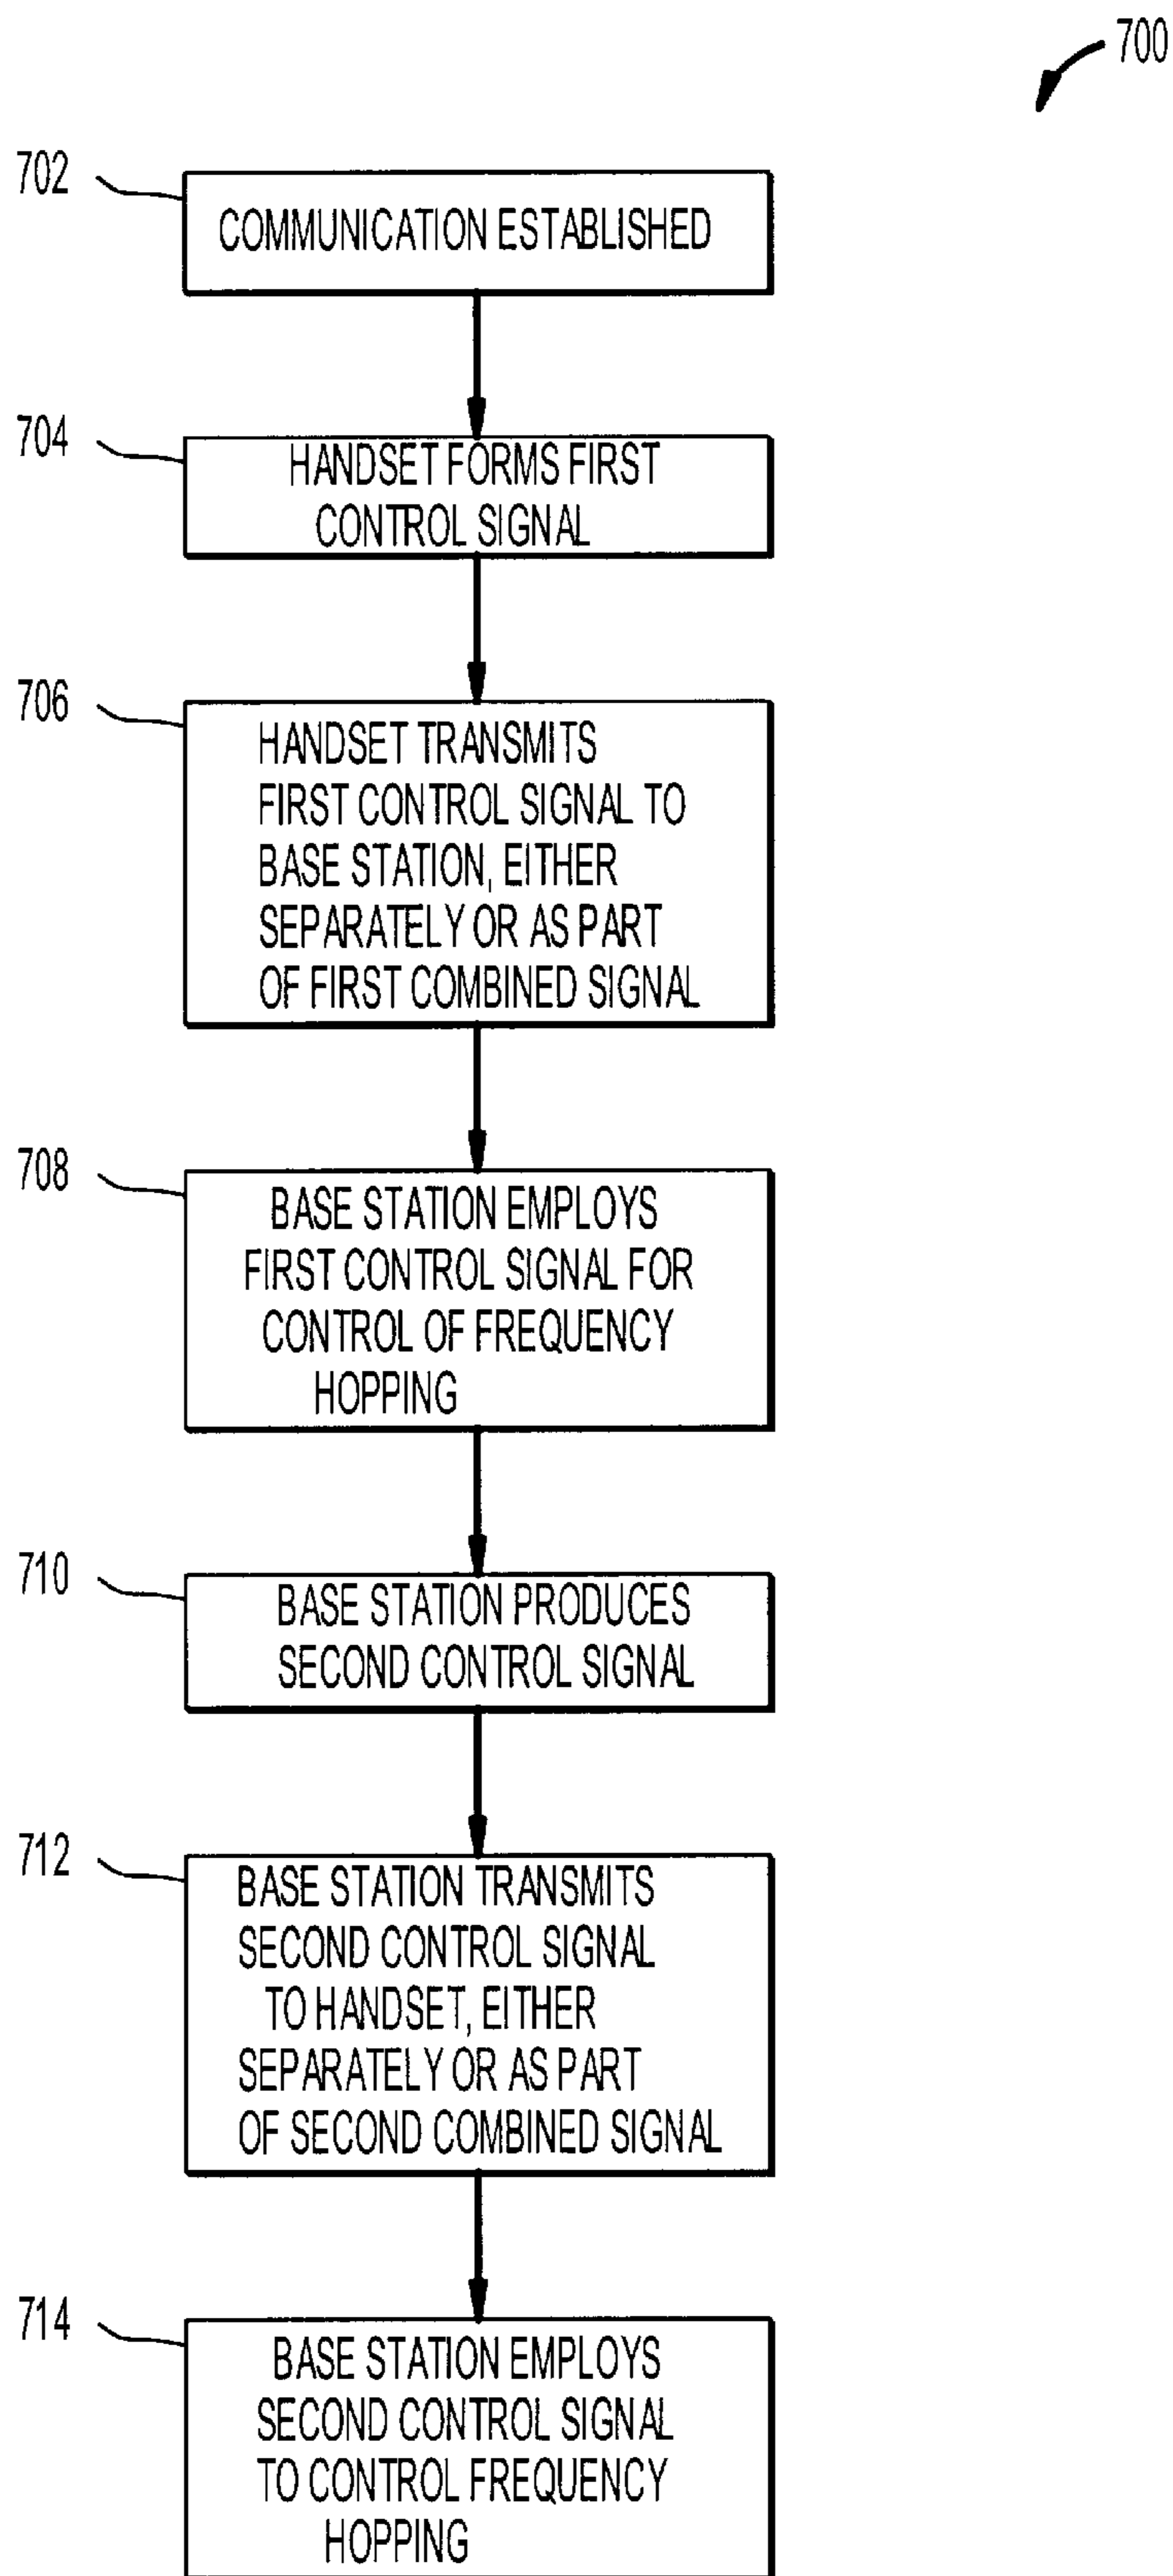 700
702
COMMUNICATION ESTABLISHED
704
HANDSET FORMS FIRST
CONTROL SIGNAL
706
HANDSET TRANSMITS
FIRST CONTROL SIGNAL TO
BASE STATION, EITHER
SEPARATELY OR AS PART
OF FIRST COMBINED SIGNAL
708
BASE STATION EMPLOYS
FIRST CONTROL SIGNAL FOR
CONTROL OF FREQUENCY
HOPPING
710
BASE STATION PRODUCES
SECOND CONTROL SIGNAL
712
BASE STATION TRANSMITS
SECOND CONTROL SIGNAL
TO HANDSET, EITHER
SEPARATELY OR AS PART
OF SECOND COMBINED SIGNAL
714
BASE STATION EMPLOYS
SECOND CONTROL SIGNAL
TO CONTROL FREQUENCY
HOPPING